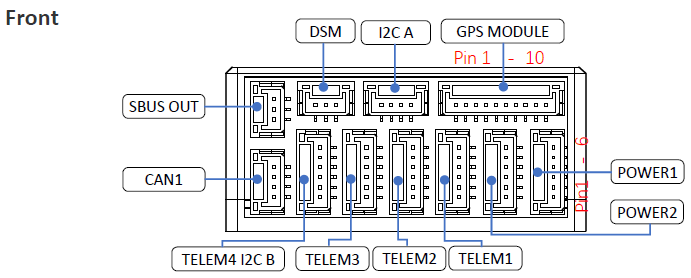 Front
DSM
I2C A
GPS MODULE
Pin 1 - 10
SBUS OUT
CAN1
POWER1
Pin1 - 6
POWER2
TELEM4 I2C B
TELEM3
TELEM2
TELEM1